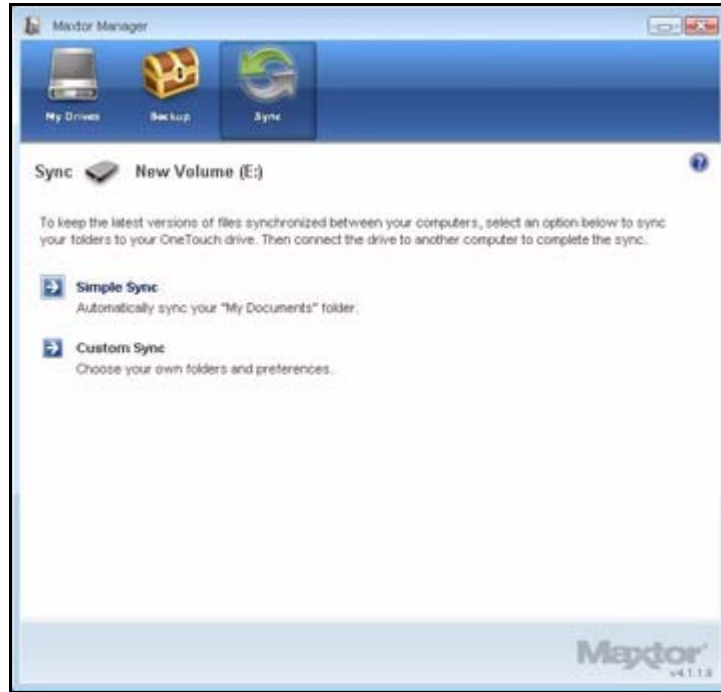 Maxtor Manager
My Drives Backup Sync
Sync New Volume (E:)
To keep the latest versions of files synchronized between your computers, select an option below to sync
your folders to your OneTouch drive. Then connect the drive to another computer to complete the sync.
Simple Sync
Automatically sync your "My Documents" folder.
Custom Sync
Choose your own folders and preferences.
Maxtor